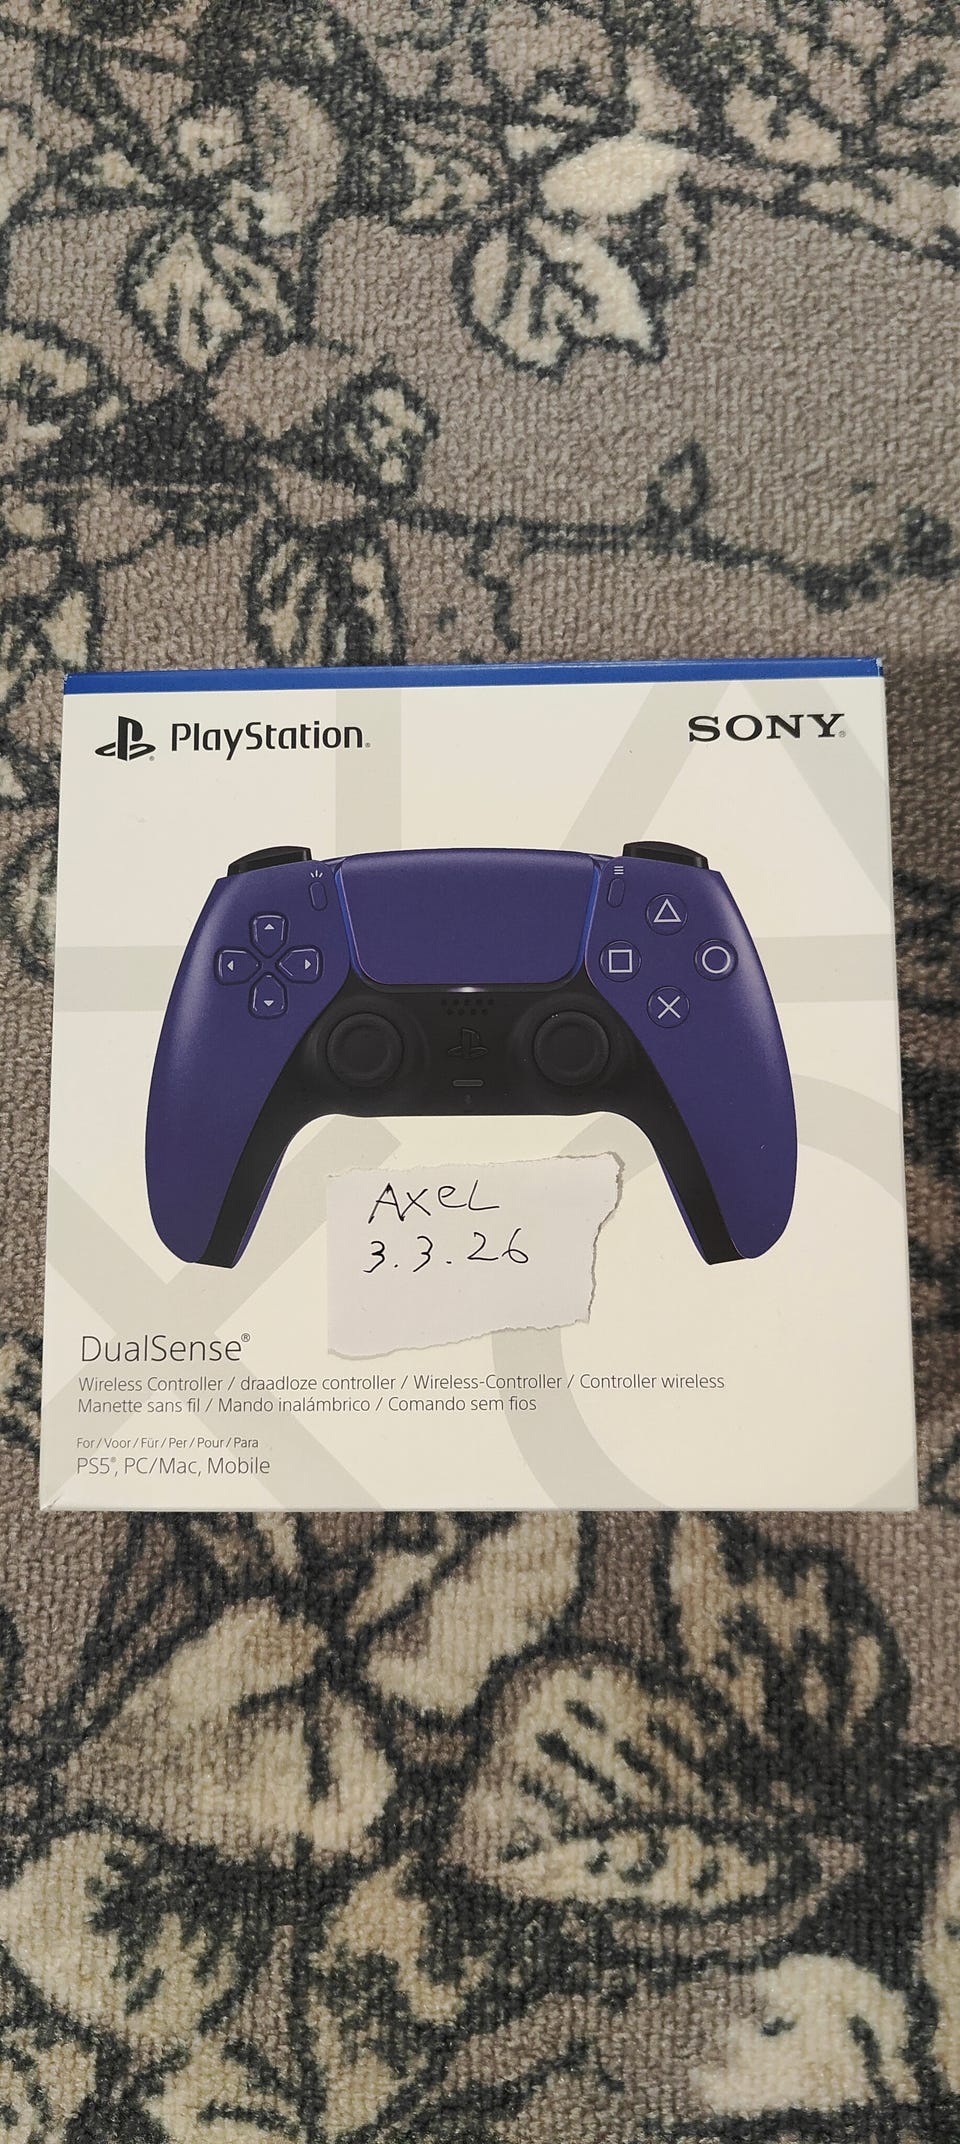 PlayStation®
SONY®
AxeL
3.3.26
DualSense®
Wireless Controller / draadloze controller / Wireless-Controller / Controller wireless
Manette sans fil / Mando inalámbrico / Comando sem fios
For / Voor / Für / Per / Pour / Para
PS5®, PC/Mac, Mobile